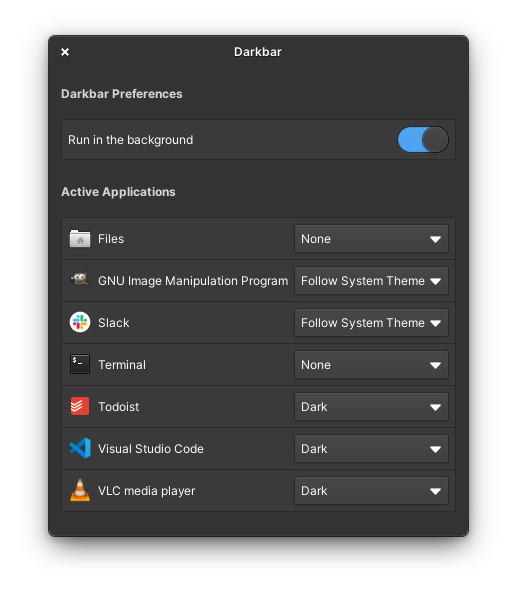 Darkbar
Darkbar Preferences
Run in the background
Active Applications
Files None
GNU Image Manipulation Program Follow System Theme
Slack Follow System Theme
$_
Terminal None
Todoist Dark
Visual Studio Code Dark
VLC media player Dark